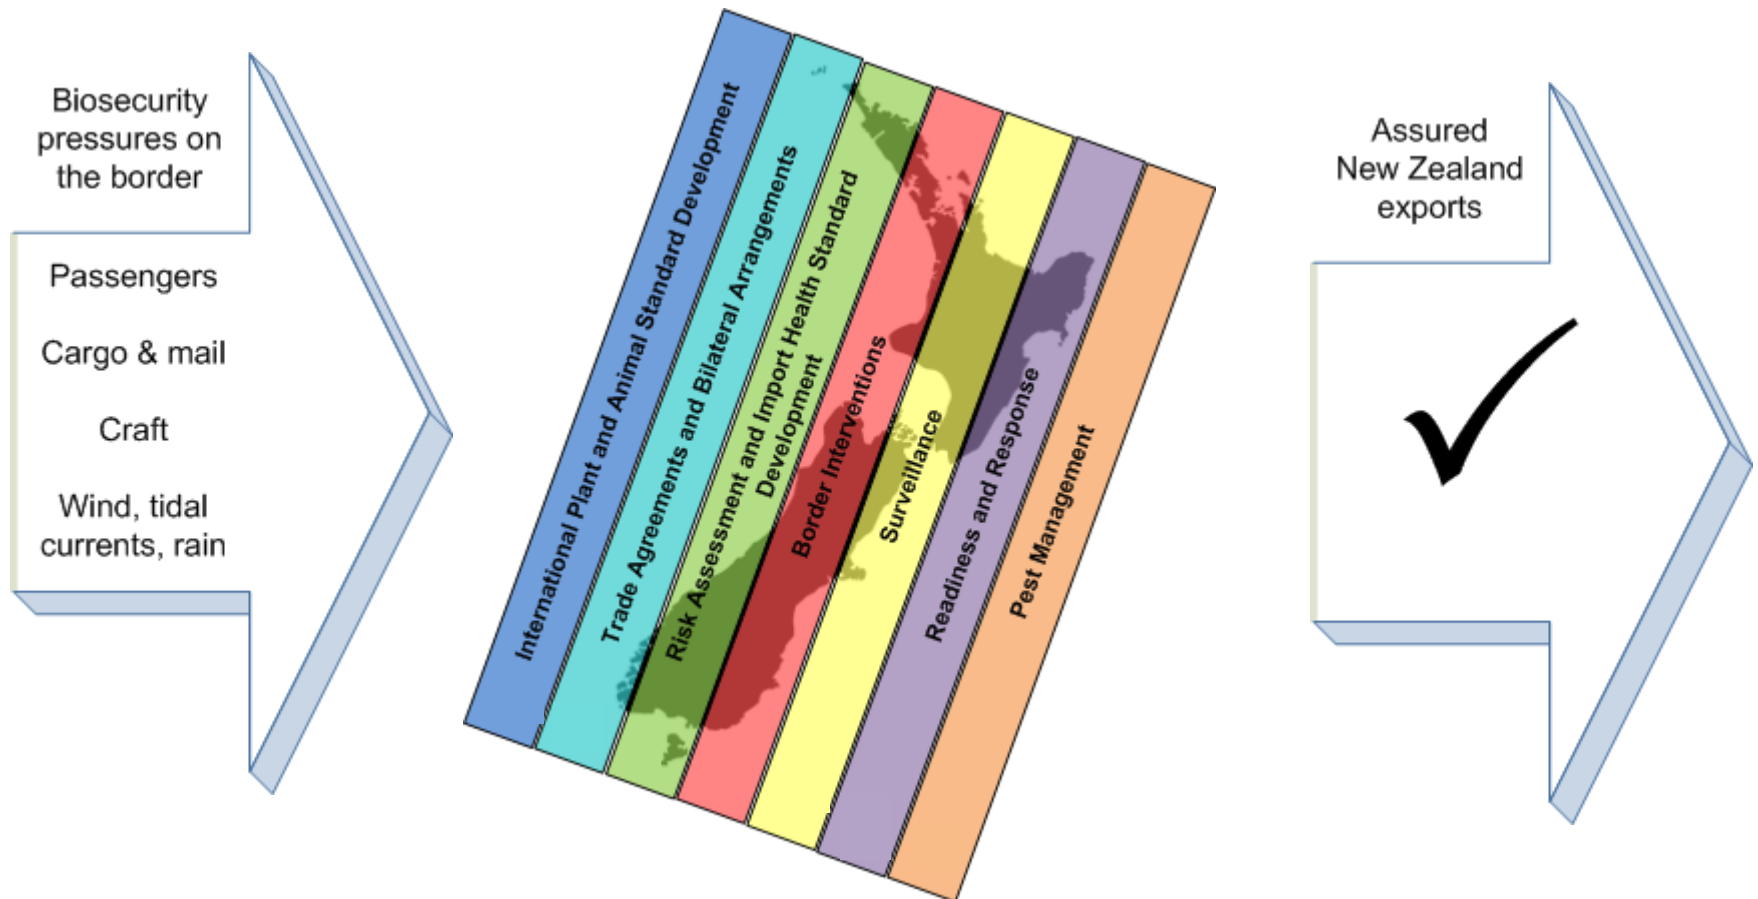 Biosecurity
pressures on
the border
Passengers
Cargo & mail
Craft
Wind, tidal
currents, rain
International Plant and Animal Standard Development
Trade Agreements and Bilateral Arrangements
Risk Assessment and Import Health Standard
Development
Border Interventions
Surveillance
Readiness and Response
Pest Management
Assured
New Zealand
exports